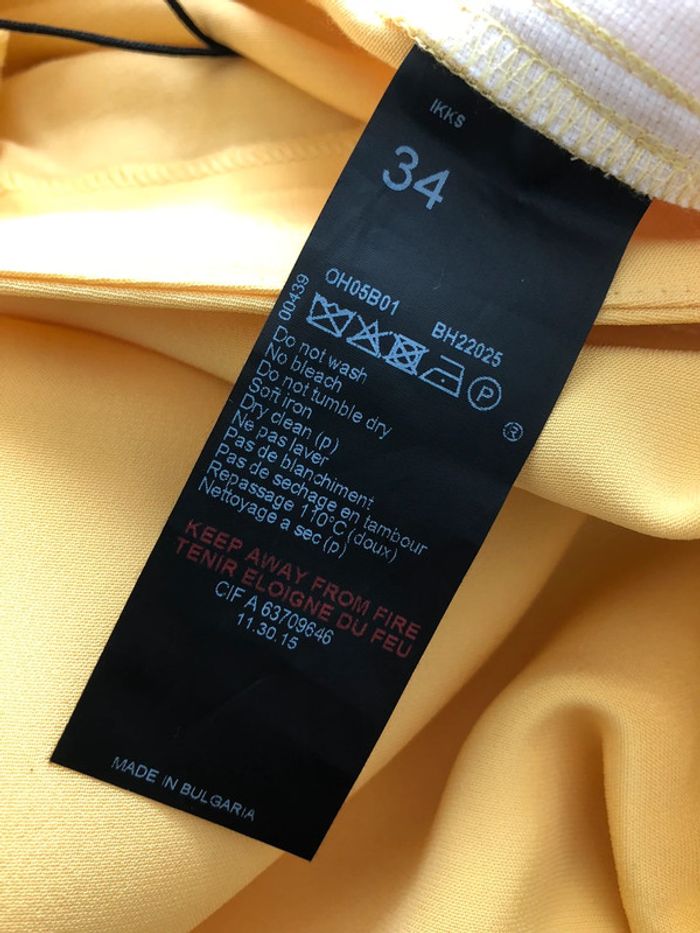 IKKS
34
00439
OH05B01 BH22025
P
®
Do not wash
No bleach
Do not tumble dry
Soft iron
Dry clean (p)
Ne pas laver
Pas de blanchiment
Pas de sechage en tambour
Repassage 110°C (doux)
Nettoyage a sec (p)
KEEP AWAY FROM FIRE
TENIR ELOIGNE DU FEU
CIF A 63709646
11.30.15
MADE IN BULGARIA